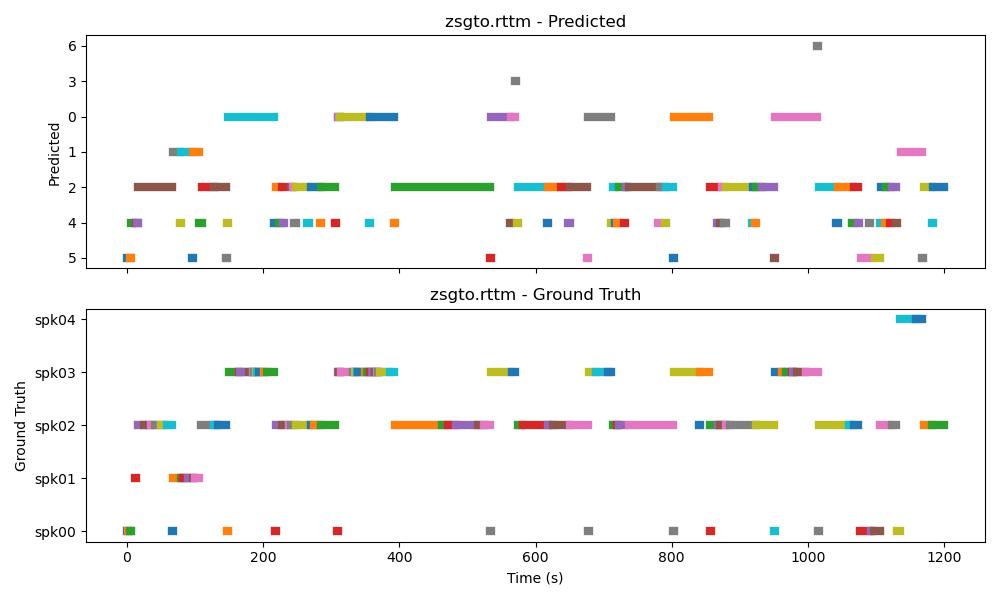 zsgto.rttm - Predicted
6
3
0
1
2
4
5
Predicted
zsgto.rttm - Ground Truth
spk04
spk03
spk02
spk01
spk00
Ground Truth
0 200 400 600 800 1000 1200
Time (s)